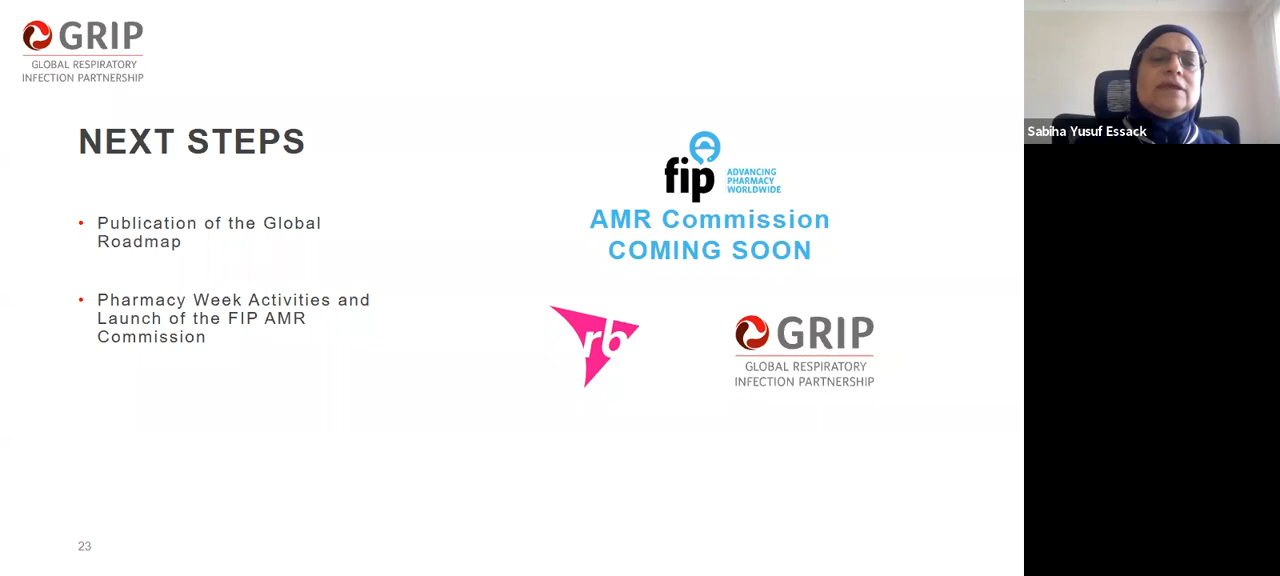 GRIP
GLOBAL RESPIRATORY
INFECTION PARTNERSHIP
NEXT STEPS
• Publication of the Global
Roadmap
• Pharmacy Week Activities and
Launch of the FIP AMR
Commission
fip
ADVANCING
PHARMACY
WORLDWIDE
AMR Commission
COMING SOON
rb
GRIP
GLOBAL RESPIRATORY
INFECTION PARTNERSHIP
23
Sabiha Yusuf Essack